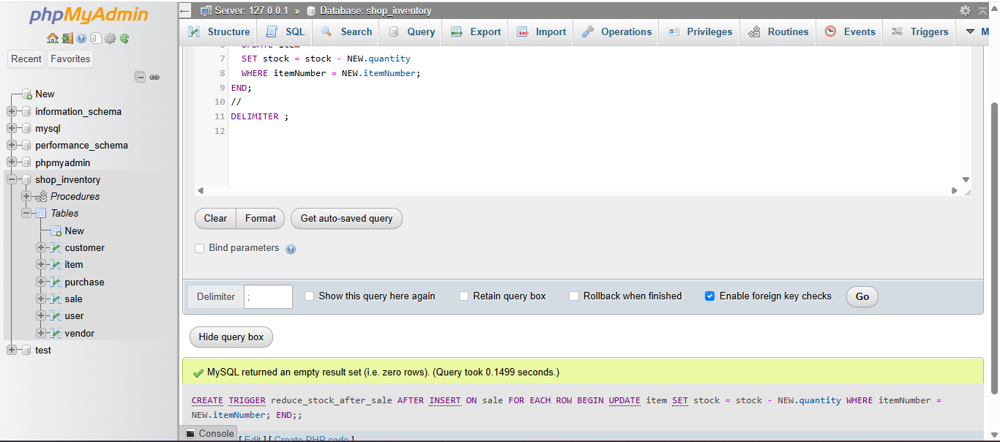 phpMyAdmin
Recent Favorites
New
information_schema
mysql
performance_schema
phpmyadmin
shop_inventory
Procedures
Tables
New
customer
item
purchase
sale
user
vendor
test
Server: 127.0.0.1 » Database: shop_inventory
Structure SQL Search Query Export Import Operations Privileges Routines Events Triggers M
6 UPDATE item
7 SET stock = stock - NEW.quantity
8 WHERE itemNumber = NEW.itemNumber;
9 END;
10 //
11 DELIMITER ;
12
Clear Format Get auto-saved query
Bind parameters
Delimiter ; Show this query here again Retain query box Rollback when finished Enable foreign key checks Go
Hide query box
MySQL returned an empty result set (i.e. zero rows). (Query took 0.1499 seconds.)
CREATE TRIGGER reduce_stock_after_sale AFTER INSERT ON sale FOR EACH ROW BEGIN UPDATE item SET stock = stock - NEW.quantity WHERE itemNumber =
NEW.itemNumber; END;;
Console [ Edit ] [ Create PHP code ]